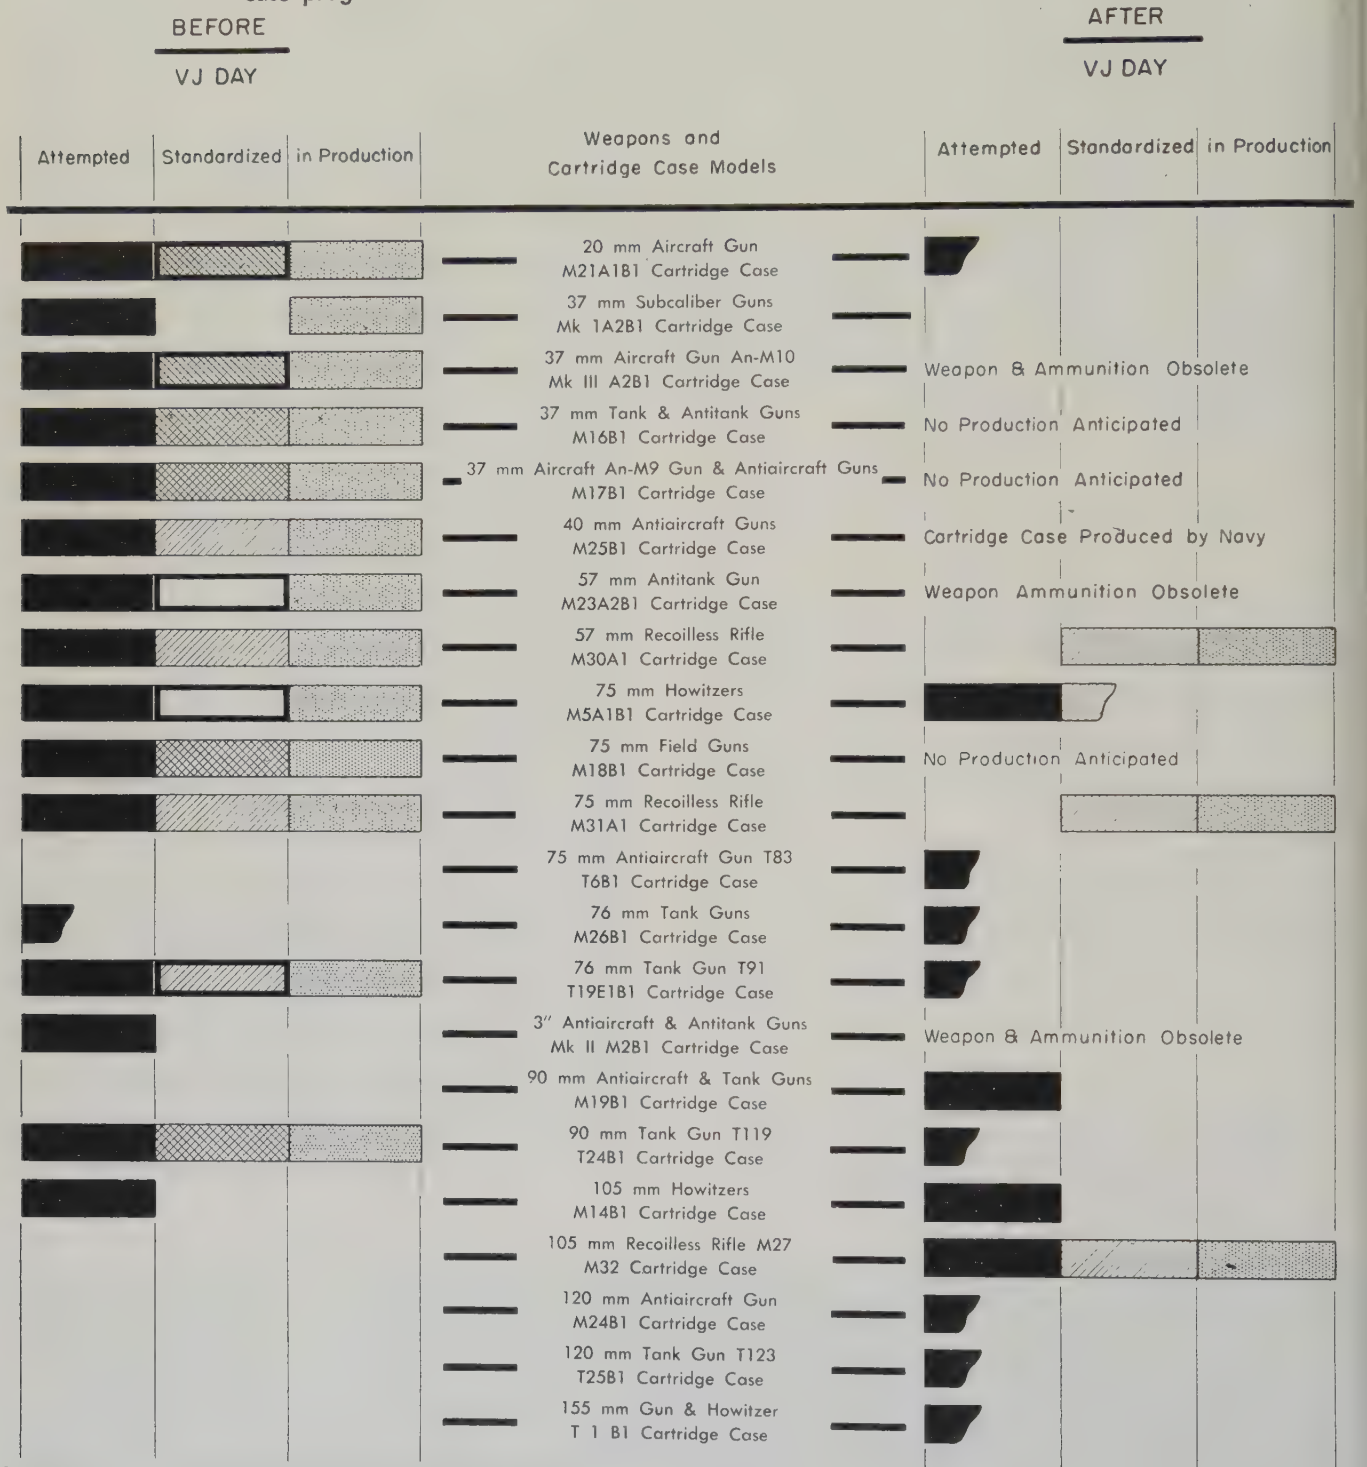 BEFORE
VJ DAY
AFTER
VJ DAY
Attempted
Standardized
in Production
Weapons and
Cartridge Case Models
Attempted
Standardized
in Production
20 mm Aircraft Gun
M21A1B1 Cartridge Case
37 mm Subcaliber Guns
Mk 1A2B1 Cartridge Case
37 mm Aircraft Gun An-M10
Mk III A2B1 Cartridge Case
Weapon & Ammunition Obsolete
37 mm Tank & Antitank Guns
M16B1 Cartridge Case
No Production Anticipated
37 mm Aircraft An-M9 Gun & Antiaircraft Guns
M17B1 Cartridge Case
No Production Anticipated
40 mm Antiaircraft Guns
M25B1 Cartridge Case
Cartridge Case Produced by Navy
57 mm Antitank Gun
M23A2B1 Cartridge Case
Weapon Ammunition Obsolete
57 mm Recoilless Rifle
M30A1 Cartridge Case
75 mm Howitzers
M5A1B1 Cartridge Case
75 mm Field Guns
M18B1 Cartridge Case
No Production Anticipated
75 mm Recoilless Rifle
M31A1 Cartridge Case
75 mm Antiaircraft Gun T83
T6B1 Cartridge Case
76 mm Tank Guns
M26B1 Cartridge Case
76 mm Tank Gun T91
T19E1B1 Cartridge Case
3" Antiaircraft & Antitank Guns
Mk II M2B1 Cartridge Case
Weapon & Ammunition Obsolete
90 mm Antiaircraft & Tank Guns
M19B1 Cartridge Case
90 mm Tank Gun T119
T24B1 Cartridge Case
105 mm Howitzers
M14B1 Cartridge Case
105 mm Recoilless Rifle M27
M32 Cartridge Case
120 mm Antiaircraft Gun
M24B1 Cartridge Case
120 mm Tank Gun T123
T25B1 Cartridge Case
155 mm Gun & Howitzer
T 1 B1 Cartridge Case